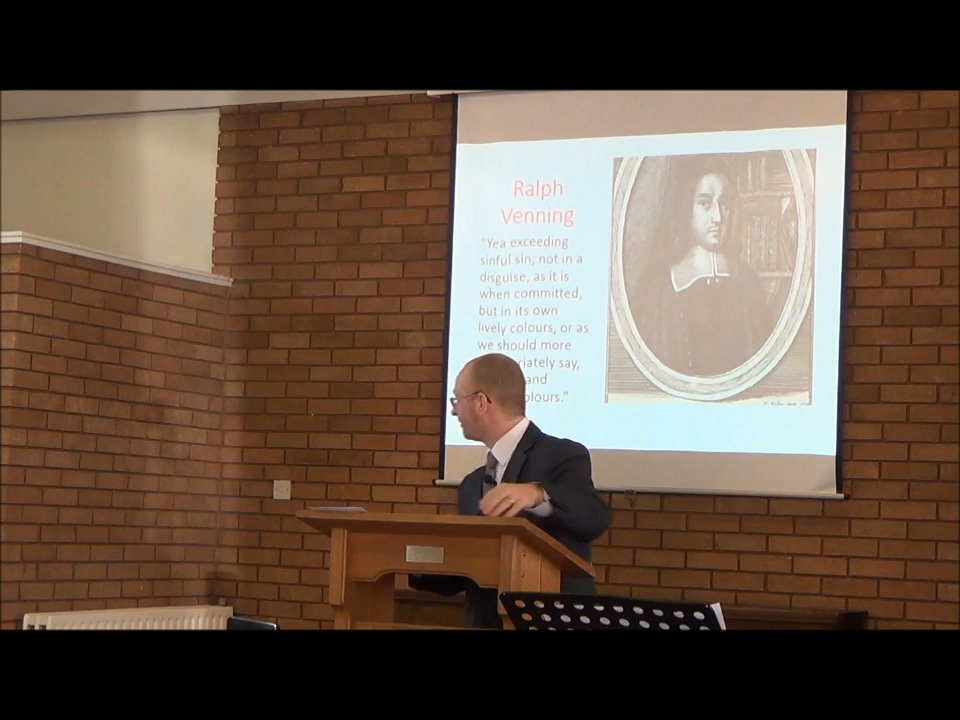 Ralph
Venning
"Yea exceeding
sinful sin; not in a
disguise, as it is
when committed,
but in its own
lively colours, or as
we should more
say,
and